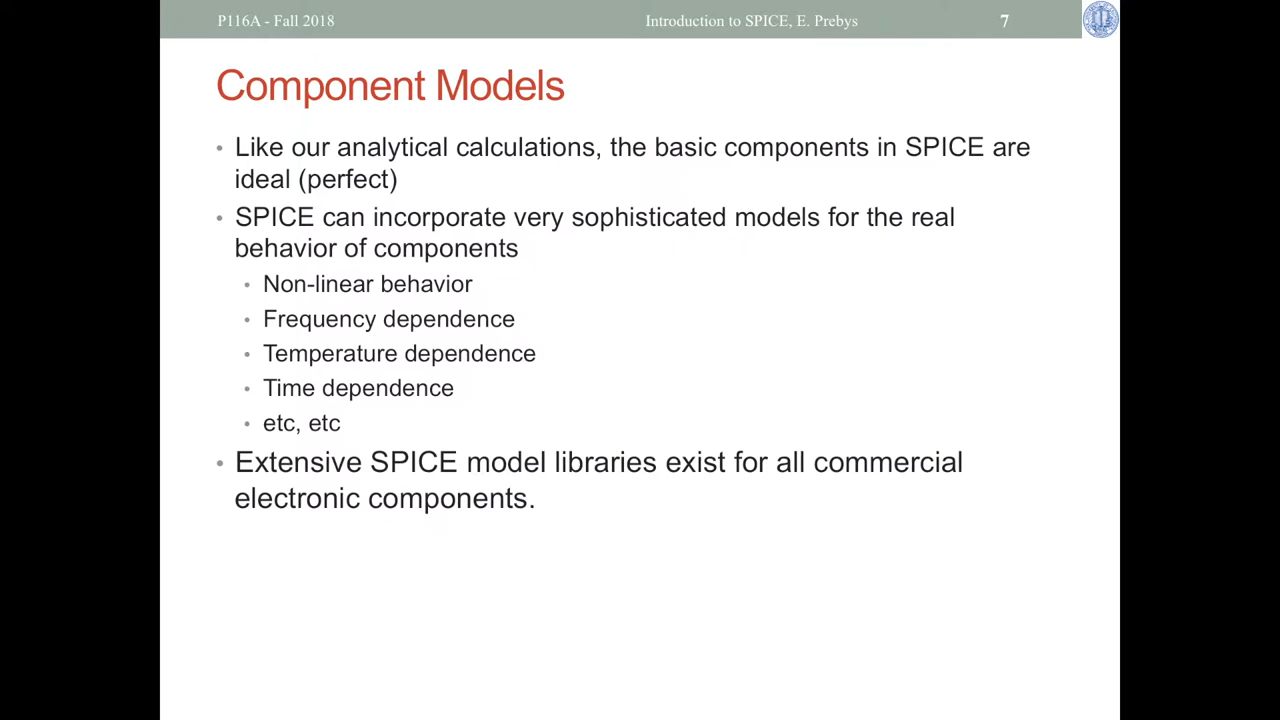 P116A - Fall 2018
Introduction to SPICE, E. Prebys
7
Component Models
• Like our analytical calculations, the basic components in SPICE are
ideal (perfect)
• SPICE can incorporate very sophisticated models for the real
behavior of components
• Non-linear behavior
• Frequency dependence
• Temperature dependence
• Time dependence
• etc, etc
• Extensive SPICE model libraries exist for all commercial
electronic components.